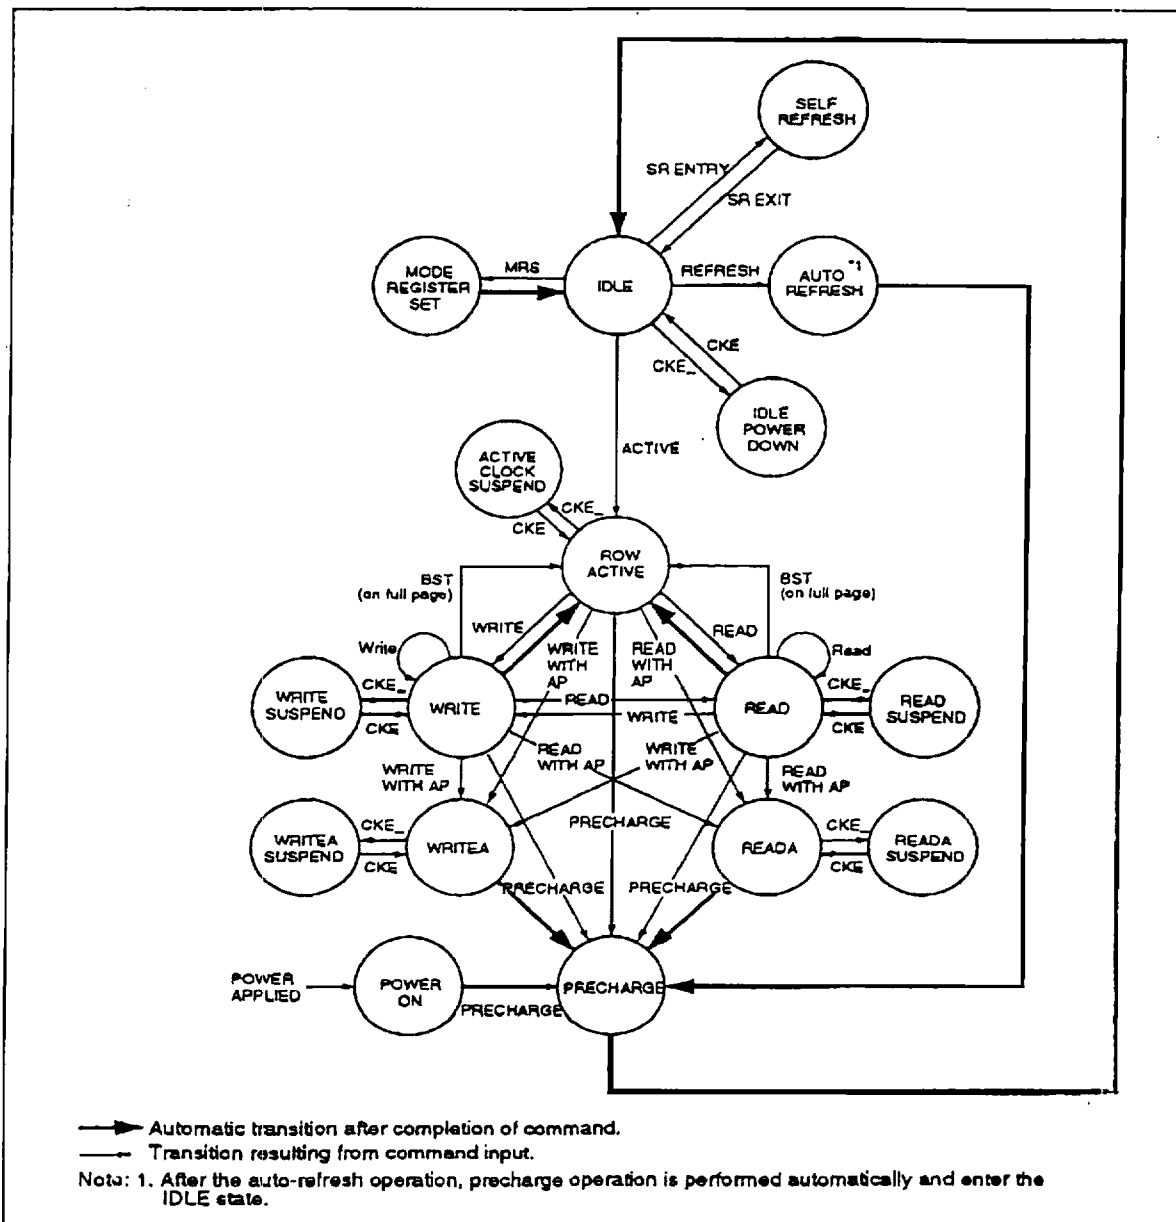 SELF
REFRESH
SR ENTRY
SR EXIT
MODE
REGISTER
SET
MRS
IDLE
REFRESH
AUTO *1
REFRESH
CKE
CKE_
IDLE
POWER
DOWN
ACTIVE
ACTIVE
CLOCK
SUSPEND
CKE_
CKE
ROW
ACTIVE
BST
(on full page)
BST
(on full page)
WRITE
READ
Write
WRITE
WITH
AP
READ
WITH
AP
Read
WRITE
SUSPEND
CKE_
CKE
WRITE
READ
WRITE
READ
CKE_
CKE
READ
SUSPEND
WRITE
WITH AP
READ
WITH AP
WRITE
WITH AP
READ
WITH AP
WRITEA
SUSPEND
CKE_
CKE
WRITEA
PRECHARGE
READA
CKE_
CKE
READA
SUSPEND
PRECHARGE
PRECHARGE
POWER
APPLIED
POWER
ON
PRECHARGE
PRECHARGE
Automatic transition after completion of command.
Transition resulting from command input.
Note: 1. After the auto-refresh operation, precharge operation is performed automatically and enter the
IDLE state.